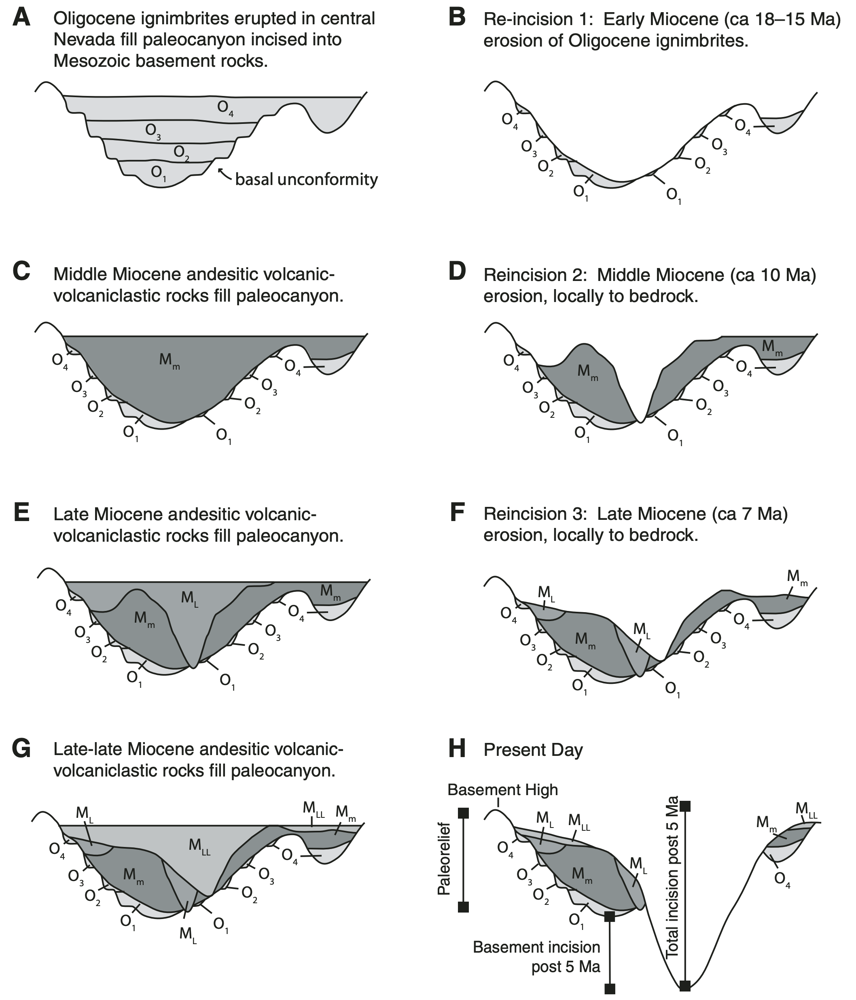 A
Oligocene ignimbrites erupted in central
Nevada fill paleocanyon incised into
Mesozoic basement rocks.
O4
O3
O2
O1
basal unconformity
B
Re-incision 1: Early Miocene (ca 18–15 Ma)
erosion of Oligocene ignimbrites.
O4
O3
O2
O1
O4
O3
O2
O1
C
Middle Miocene andesitic volcanic-
volcaniclastic rocks fill paleocanyon.
Mm
O4
O3
O2
O1
O4
O3
O2
O1
D
Reincision 2: Middle Miocene (ca 10 Ma)
erosion, locally to bedrock.
Mm
Mm
O4
O3
O2
O1
O4
O3
O2
O1
E
Late Miocene andesitic volcanic-
volcaniclastic rocks fill paleocanyon.
ML
Mm
Mm
O4
O3
O2
O1
O4
O3
O2
O1
F
Reincision 3: Late Miocene (ca 7 Ma)
erosion, locally to bedrock.
ML
Mm
ML
Mm
O4
O3
O2
O1
O4
O3
O2
O1
G
Late-late Miocene andesitic volcanic-
volcaniclastic rocks fill paleocanyon.
ML
MLL
Mm
MLL
Mm
O4
O3
O2
O1
O4
O3
O2
O1
ML
H
Present Day
Basement High
Paleorelief
ML
MLL
Mm
ML
O4
O3
O2
O1
Basement incision
post 5 Ma
Total incision post 5 Ma
MLL
Mm
O4